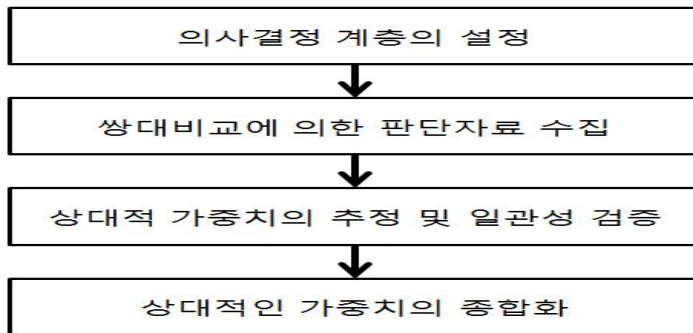 의사결정 계층의 설정
쌍대비교에 의한 판단자료 수집
상대적 가중치의 추정 및 일관성 검증
상대적인 가중치의 종합화